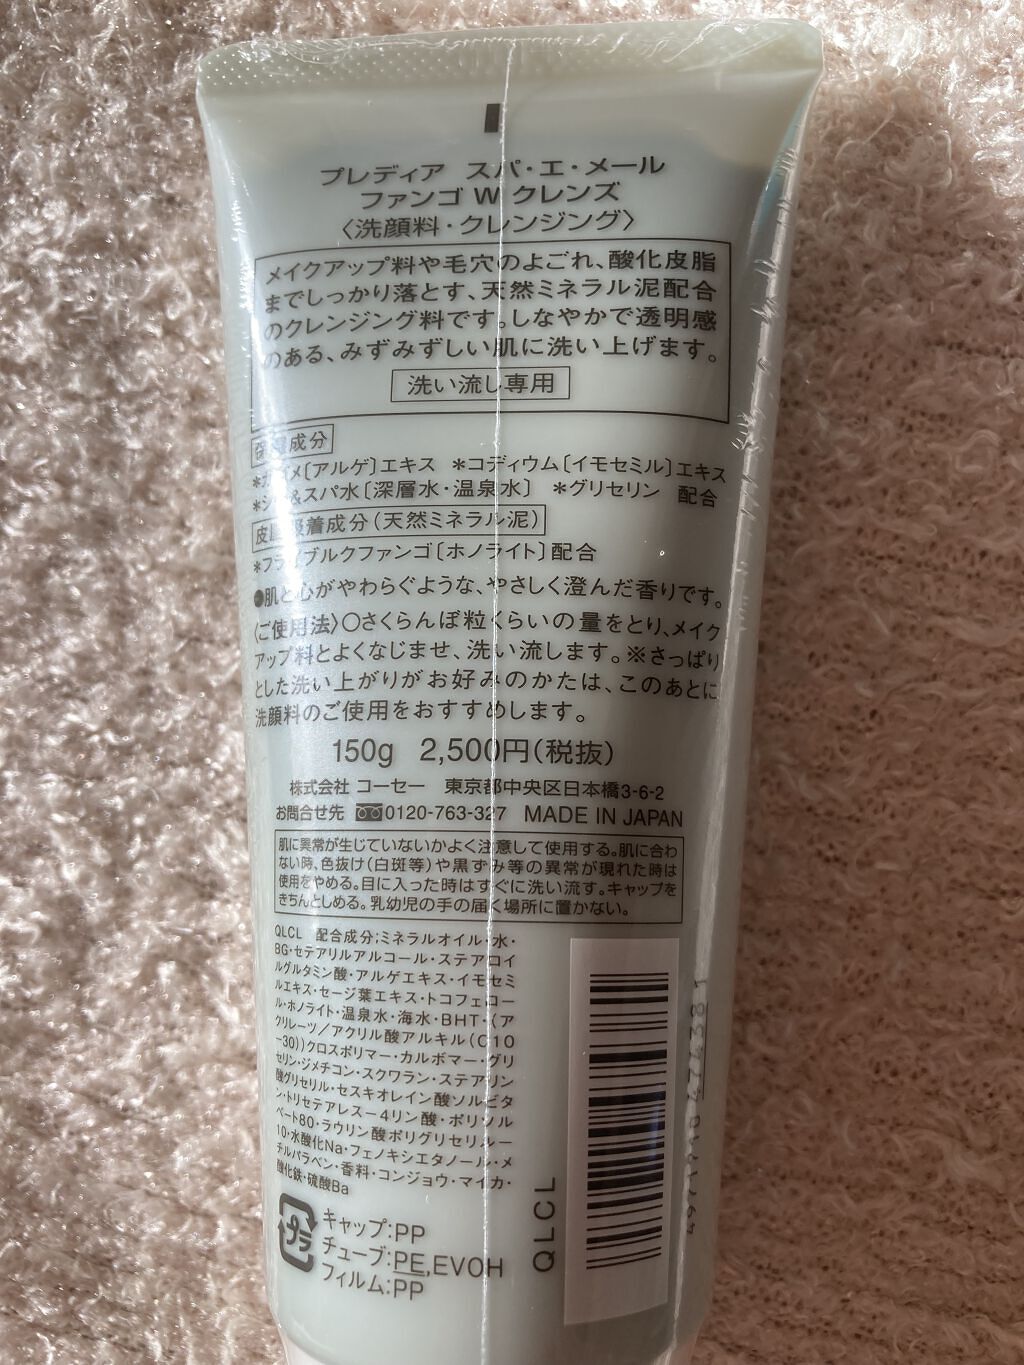 プレディア スパ・エ・メール
ファンゴ W クレンズ
〈洗顔料・クレンジング〉
メイクアップ料や毛穴のよごれ、酸化皮脂
までしっかり落とす、天然ミネラル泥配合
のクレンジング料です。しなやかで透明感
のある、みずみずしい肌に洗い上げます。
洗い流し専用
保湿成分
[アルゲ]エキス *コディウム[イモセミル]エキス
&スパ水[深層水・温泉水] *グリセリン 配合
皮脂吸着成分(天然ミネラル泥)
*フライブルクファンゴ[ホノライト]配合
●肌と心がやわらぐような、やさしく澄んだ香りです。
〈ご使用法〉○さくらんぼ粒くらいの量をとり、メイク
アップ料とよくなじませ、洗い流します。※さっぱり
とした洗い上がりがお好みのかたは、このあとに
洗顔料のご使用をおすすめします。
150g 2,500円(税抜)
株式会社 コーセー 東京都中央区日本橋3-6-2
お問合せ先 0120-763-327 MADE IN JAPAN
肌に異常が生じていないかよく注意して使用する。肌に合わ
ない時、色抜け(白斑等)や黒ずみ等の異常が現れた時は
使用をやめる。目に入った時はすぐに洗い流す。キャップを
きちんとしめる。乳幼児の手の届く場所に置かない。
QLCL 配合成分;ミネラルオイル・水・
BG・セテアリルアルコール・ステアロイ
ルグルタミン酸・アルゲエキス・イモセミ
ルエキス・セージ葉エキス・トコフェロー
ル・ホノライト・温泉水・海水・BHT・(ア
クリレーツ/アクリル酸アルキル(C10
-30))クロスポリマー・カルボマー・グリ
セリン・ジメチコン・スクワラン・ステアリン
酸グリセリル・セスキオレイン酸ソルビタ
ン・トリセテアレス-4リン酸・ポリソル
ベート80・ラウリン酸ポリグリセリル-
10・水酸化Na・フェノキシエタノール・メ
チルパラベン・香料・コンジョウ・マイカ・
酸化鉄・硫酸Ba
プラ
キャップ:PP
チューブ:PE,EVOH
フィルム:PP
QLCL